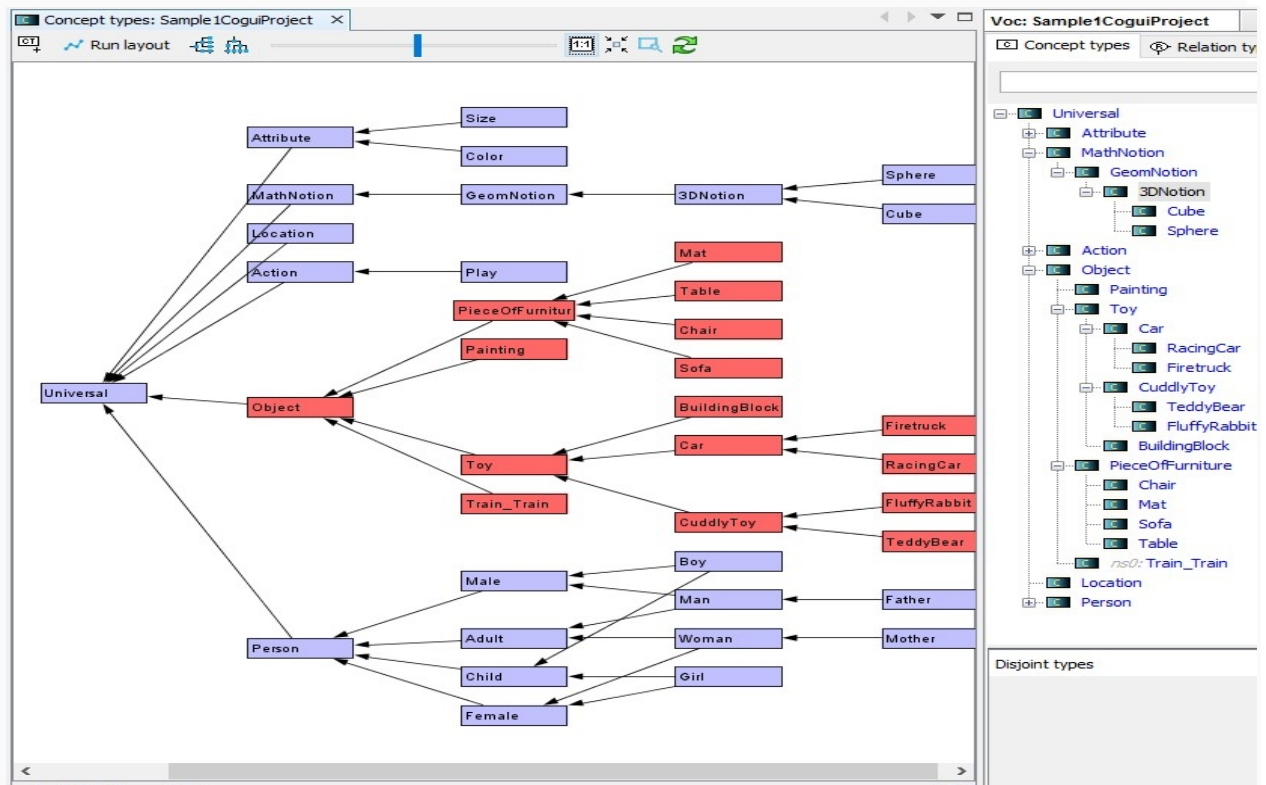 Concept types: Sample1CoguiProject
Run layout
1:1
Size
Attribute
Color
Sphere
MathNotion
GeomNotion
3DNotion
Cube
Location
Mat
Action
Play
Table
PieceOfFurnitur
Chair
Painting
Sofa
Universal
Object
BuildingBlock
Firetruck
Car
Toy
RacingCar
Train_Train
FluffyRabbit
CuddlyToy
TeddyBear
Boy
Male
Man
Father
Adult
Woman
Mother
Person
Child
Girl
Female
Voc: Sample1CoguiProject
Concept types
Relation ty
Universal
Attribute
MathNotion
GeomNotion
3DNotion
Cube
Sphere
Action
Object
Painting
Toy
Car
RacingCar
Firetruck
CuddlyToy
TeddyBear
FluffyRabbit
BuildingBlock
PieceOfFurniture
Chair
Mat
Sofa
Table
ns0: Train_Train
Location
Person
Disjoint types